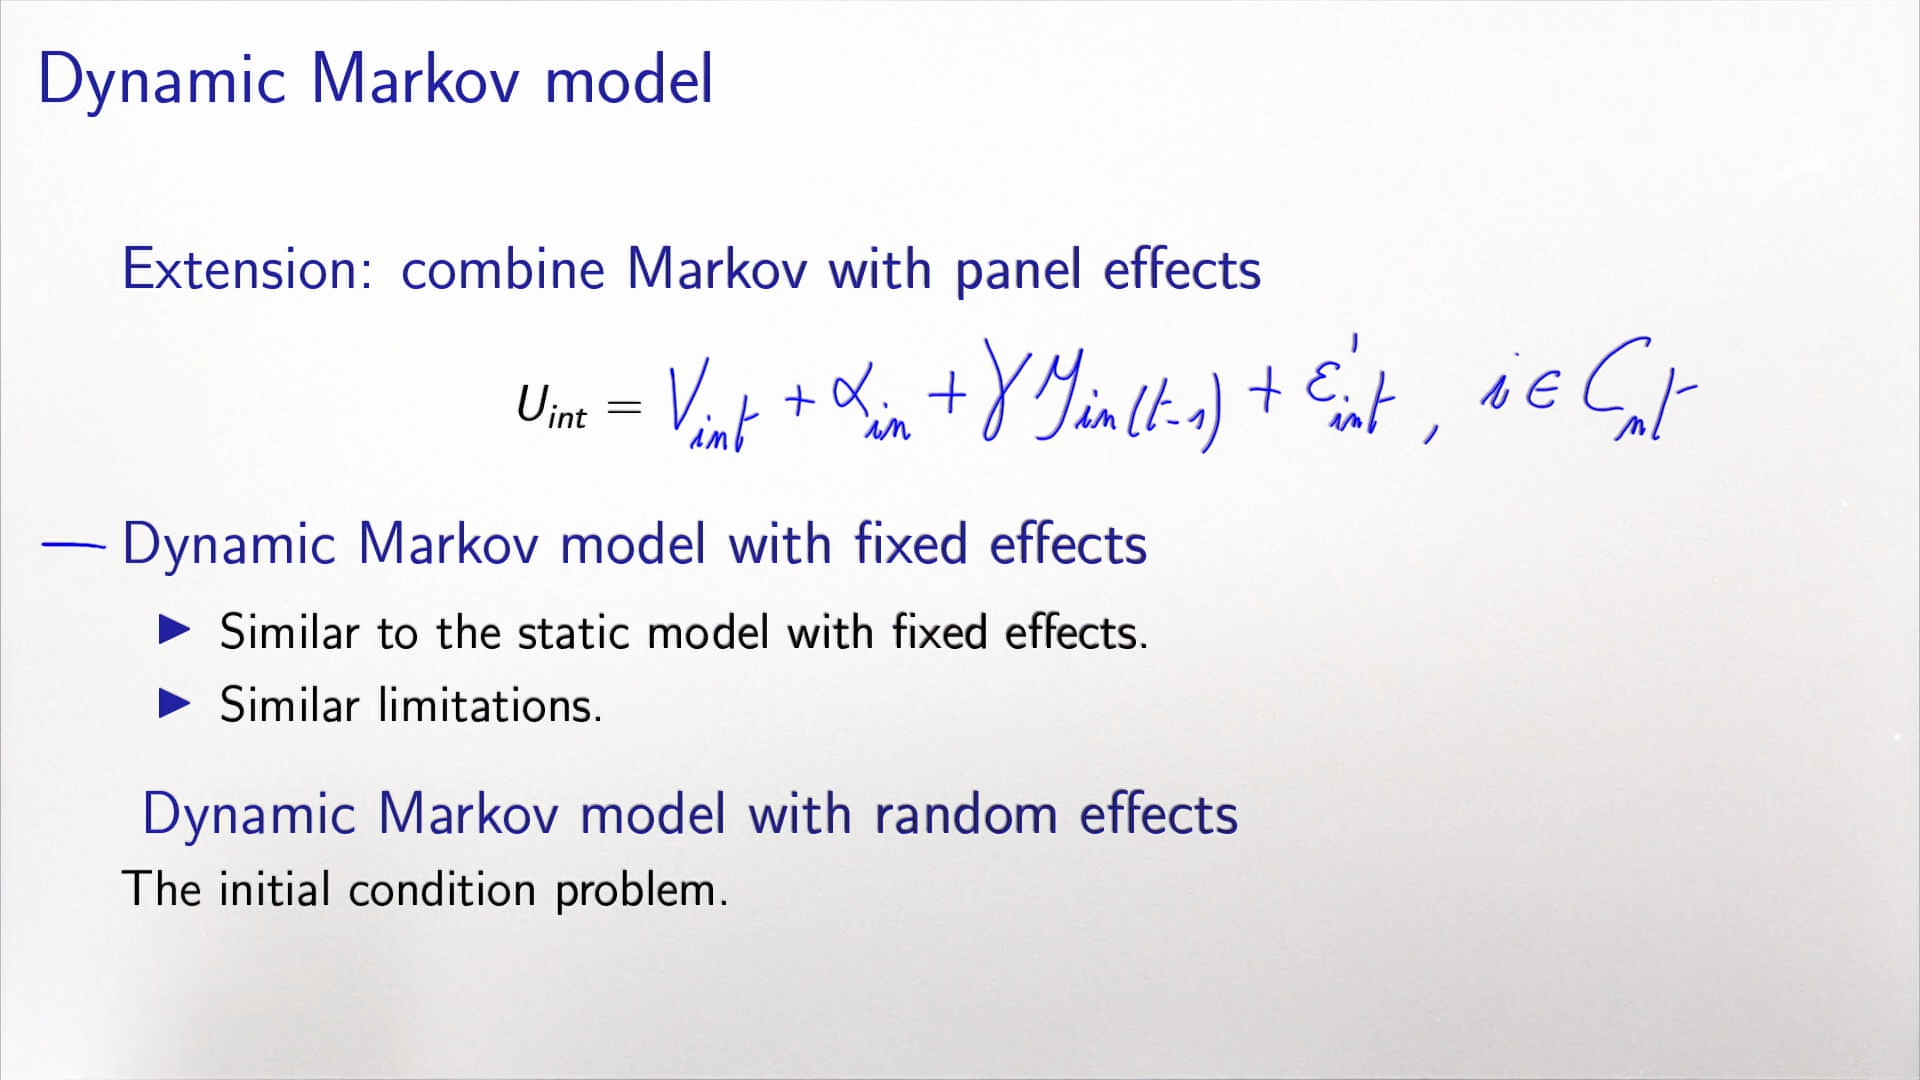 Dynamic Markov model
Extension: combine Markov with panel effects
U_int = V_int + α_in + γ y_in(t-1) + ε'_int , i ∈ C_nt
Dynamic Markov model with fixed effects
▶ Similar to the static model with fixed effects.
▶ Similar limitations.
Dynamic Markov model with random effects
The initial condition problem.